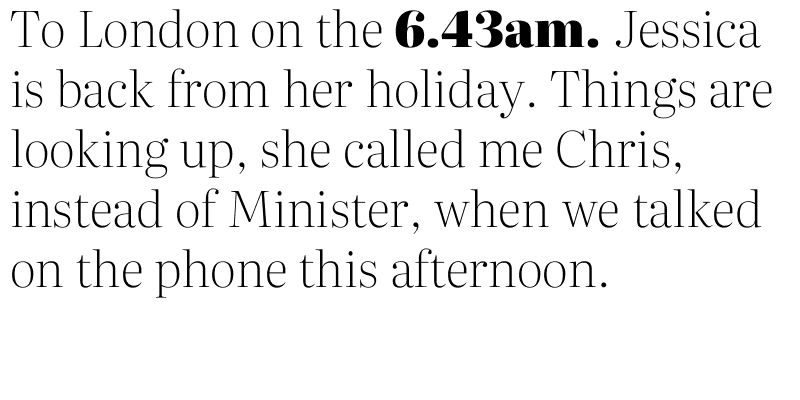 To London on the 6.43am. Jessica
is back from her holiday. Things are
looking up, she called me Chris,
instead of Minister, when we talked
on the phone this afternoon.